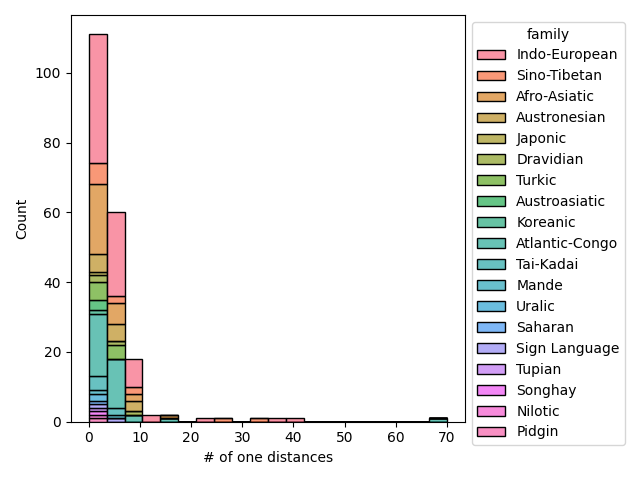 family
Indo-European
Sino-Tibetan
Afro-Asiatic
Austronesian
Japonic
Dravidian
Turkic
Austroasiatic
Koreanic
Atlantic-Congo
Tai-Kadai
Mande
Uralic
Saharan
Sign Language
Tupian
Songhay
Nilotic
Pidgin
Count
100
80
60
40
20
0
0 10 20 30 40 50 60 70
# of one distances